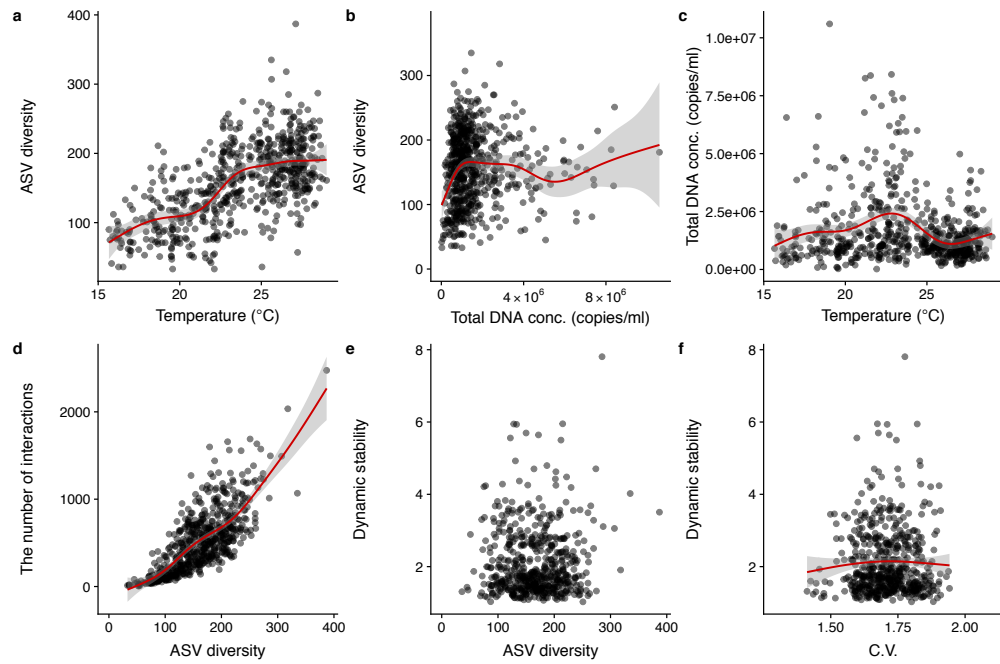 a
400
300
200
100
ASV diversity
15
20
25
Temperature (°C)
b
300
200
100
0
ASV diversity
0
4 × 10⁶
8 × 10⁶
Total DNA conc. (copies/ml)
c
1.0e+07
7.5e+06
5.0e+06
2.5e+06
0.0e+00
Total DNA conc. (copies/ml)
15
20
25
Temperature (°C)
d
2000
1000
0
The number of interactions
0
100
200
300
400
ASV diversity
e
8
6
4
2
Dynamic stability
0
100
200
300
400
ASV diversity
f
8
6
4
2
Dynamic stability
1.50
1.75
2.00
C.V.